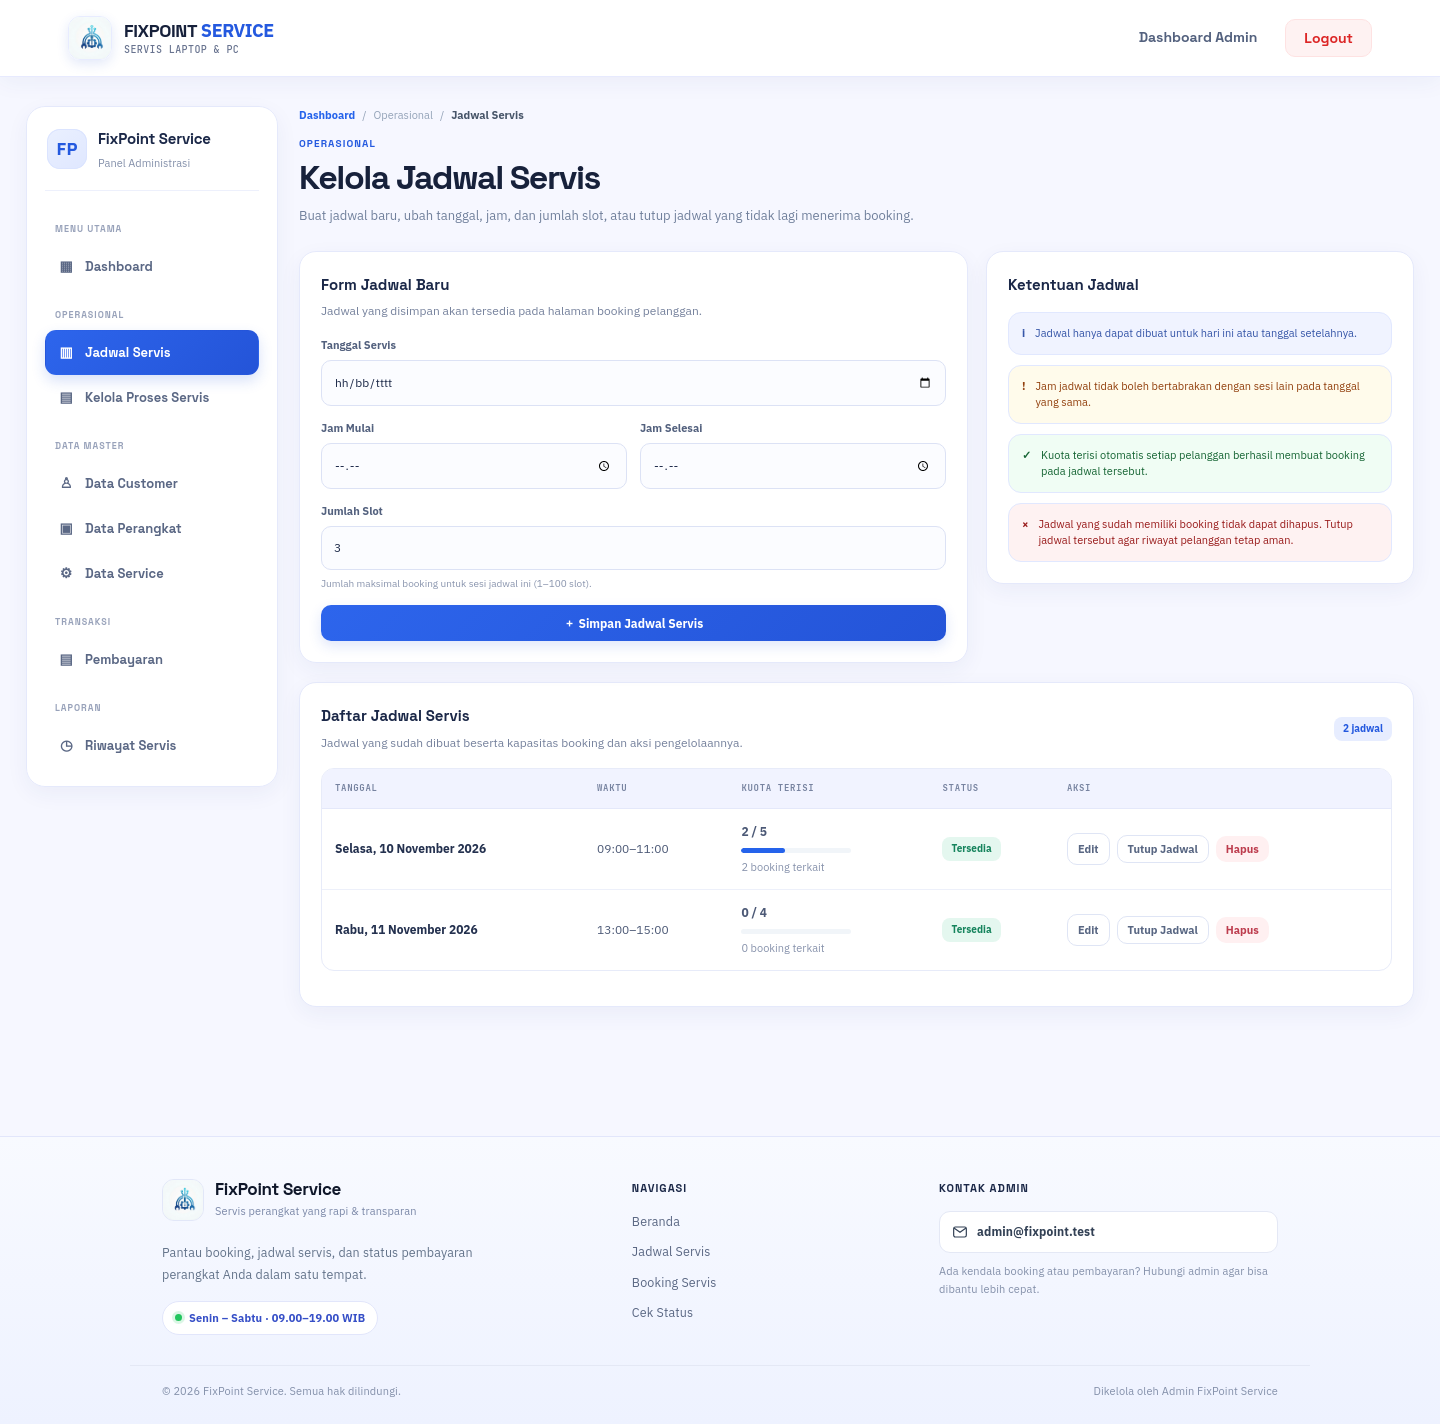 FIXPOINT SERVICE
SERVIS LAPTOP & PC
Dashboard Admin
Logout
FP
FixPoint Service
Panel Administrasi
MENU UTAMA
Dashboard
OPERASIONAL
Jadwal Servis
Kelola Proses Servis
DATA MASTER
Data Customer
Data Perangkat
Data Service
TRANSAKSI
Pembayaran
LAPORAN
Riwayat Servis
Dashboard / Operasional / Jadwal Servis
OPERASIONAL
Kelola Jadwal Servis
Buat jadwal baru, ubah tanggal, jam, dan jumlah slot, atau tutup jadwal yang tidak lagi menerima booking.
Form Jadwal Baru
Jadwal yang disimpan akan tersedia pada halaman booking pelanggan.
Tanggal Servis
hh/bb/tttt
Jam Mulai
Jam Selesai
--.--
--.--
Jumlah Slot
3
Jumlah maksimal booking untuk sesi jadwal ini (1–100 slot).
+ Simpan Jadwal Servis
Ketentuan Jadwal
i Jadwal hanya dapat dibuat untuk hari ini atau tanggal setelahnya.
! Jam jadwal tidak boleh bertabrakan dengan sesi lain pada tanggal
yang sama.
✓ Kuota terisi otomatis setiap pelanggan berhasil membuat booking
pada jadwal tersebut.
× Jadwal yang sudah memiliki booking tidak dapat dihapus. Tutup
jadwal tersebut agar riwayat pelanggan tetap aman.
Daftar Jadwal Servis
Jadwal yang sudah dibuat beserta kapasitas booking dan aksi pengelolaannya.
2 jadwal
TANGGAL WAKTU KUOTA TERISI STATUS AKSI
Selasa, 10 November 2026 09:00–11:00 2 / 5 Tersedia Edit Tutup Jadwal Hapus
2 booking terkait
Rabu, 11 November 2026 13:00–15:00 0 / 4 Tersedia Edit Tutup Jadwal Hapus
0 booking terkait
FixPoint Service
Servis perangkat yang rapi & transparan
Pantau booking, jadwal servis, dan status pembayaran
perangkat Anda dalam satu tempat.
Senin – Sabtu · 09.00–19.00 WIB
NAVIGASI
Beranda
Jadwal Servis
Booking Servis
Cek Status
KONTAK ADMIN
admin@fixpoint.test
Ada kendala booking atau pembayaran? Hubungi admin agar bisa
dibantu lebih cepat.
© 2026 FixPoint Service. Semua hak dilindungi.
Dikelola oleh Admin FixPoint Service